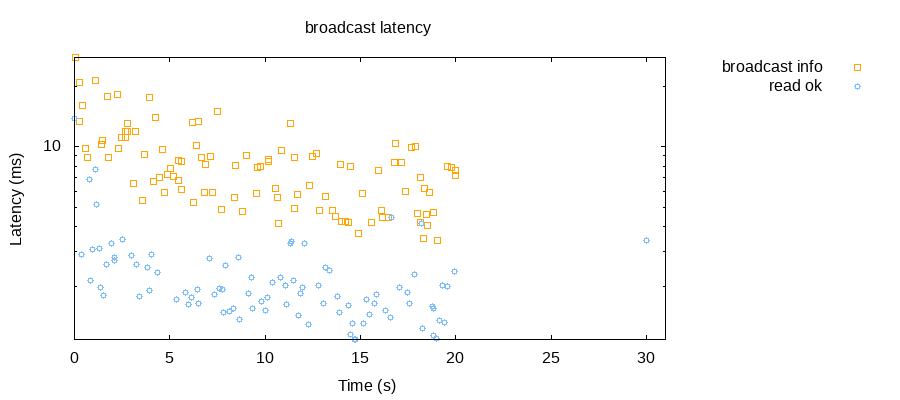 broadcast latency
broadcast info
read ok
10
Latency (ms)
0 5 10 15 20 25 30
Time (s)